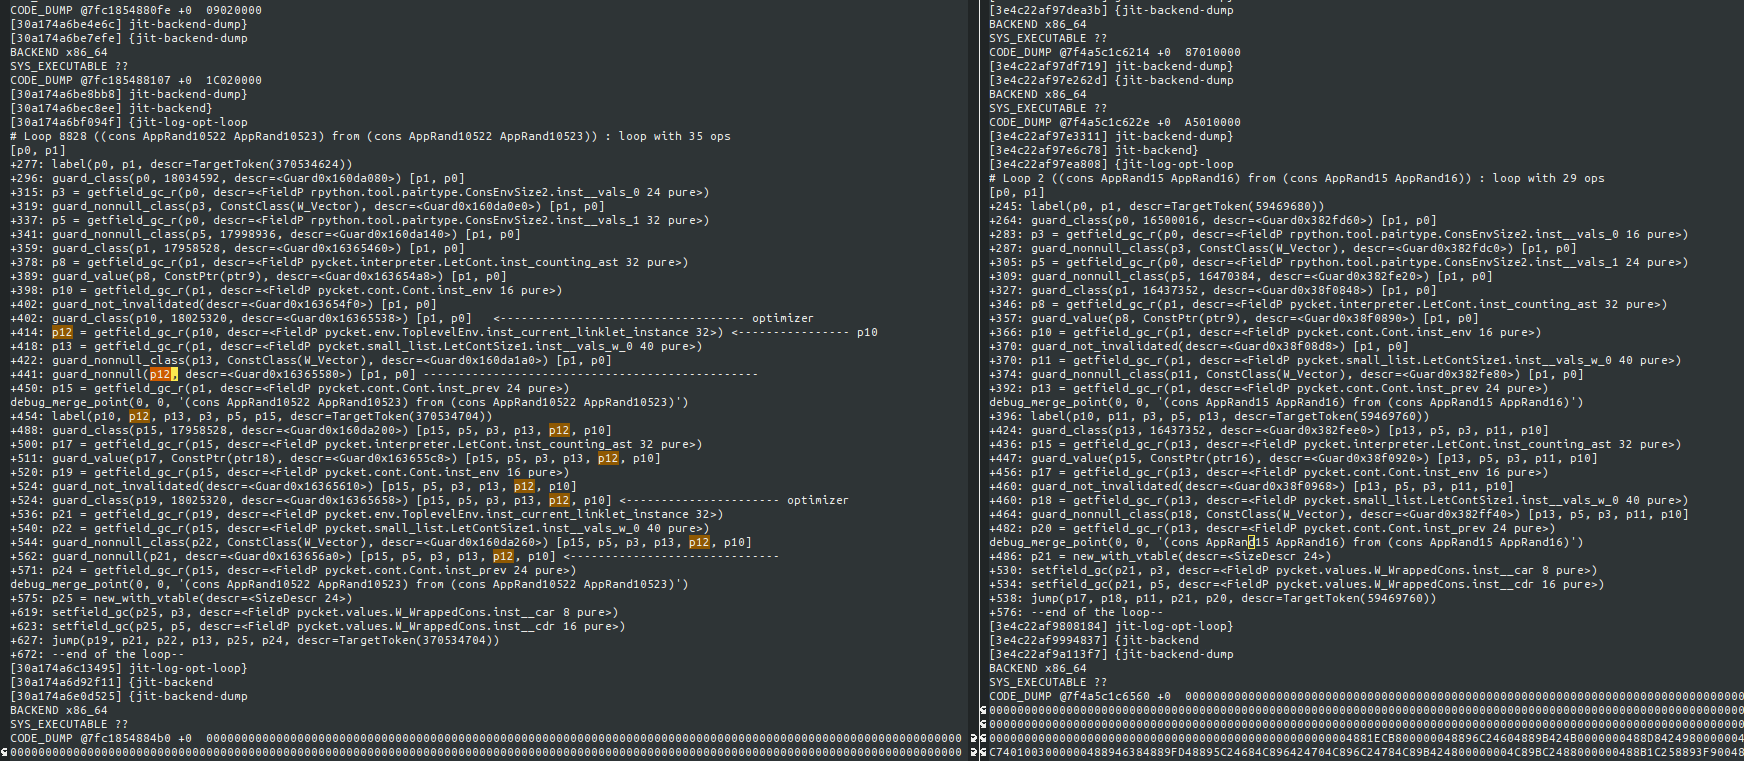 CODE_DUMP @7fc1854880fe +0  09020000
[30a174a6be4e6c] jit-backend-dump}
[30a174a6be7efe] {jit-backend-dump
BACKEND x86_64
SYS_EXECUTABLE ??
CODE_DUMP @7fc185488107 +0  1C020000
[30a174a6be8bb8] jit-backend-dump}
[30a174a6bec8ee] jit-backend}
[30a174a6bf094f] {jit-log-opt-loop
# Loop 8828 ((cons AppRand10522 AppRand10523) from (cons AppRand10522 AppRand10523)) : loop with 35 ops
[p0, p1]
+277: label(p0, p1, descr=TargetToken(370534624))
+296: guard_class(p0, 18034592, descr=<Guard0x160da080>) [p1, p0]
+315: p3 = getfield_gc_r(p0, descr=<FieldP rpython.tool.pairtype.ConsEnvSize2.inst__vals_0 24 pure>)
+319: guard_nonnull_class(p3, ConstClass(W_Vector), descr=<Guard0x160da0e0>) [p1, p0]
+337: p5 = getfield_gc_r(p0, descr=<FieldP rpython.tool.pairtype.ConsEnvSize2.inst__vals_1 32 pure>)
+341: guard_nonnull_class(p5, 17998936, descr=<Guard0x160da140>) [p1, p0]
+359: guard_class(p1, 17958528, descr=<Guard0x16365460>) [p1, p0]
+378: p8 = getfield_gc_r(p1, descr=<FieldP pycket.interpreter.LetCont.inst_counting_ast 32 pure>)
+389: guard_value(p8, ConstPtr(ptr9), descr=<Guard0x163654a8>) [p1, p0]
+398: p10 = getfield_gc_r(p1, descr=<FieldP pycket.cont.Cont.inst_env 16 pure>)
+402: guard_not_invalidated(descr=<Guard0x163654f0>) [p1, p0]
+402: guard_class(p10, 18025320, descr=<Guard0x16365538>) [p1, p0]   <---------------------------------- optimizer
+414: p12 = getfield_gc_r(p10, descr=<FieldP pycket.env.ToplevelEnv.inst_current_linklet_instance 32>) <---------------- p10
+418: p13 = getfield_gc_r(p1, descr=<FieldP pycket.small_list.LetContSize1.inst__vals_w_0 40 pure>)
+422: guard_nonnull_class(p13, ConstClass(W_Vector), descr=<Guard0x160da1a0>) [p1, p0]
+441: guard_nonnull(p12, descr=<Guard0x16365580>) [p1, p0] -----------------------------------------------
+450: p15 = getfield_gc_r(p1, descr=<FieldP pycket.cont.Cont.inst_prev 24 pure>)
debug_merge_point(0, 0, '(cons AppRand10522 AppRand10523) from (cons AppRand10522 AppRand10523)')
+454: label(p10, p12, p13, p3, p5, p15, descr=TargetToken(370534704))
+488: guard_class(p15, 17958528, descr=<Guard0x160da200>) [p15, p5, p3, p13, p12, p10]
+500: p17 = getfield_gc_r(p15, descr=<FieldP pycket.interpreter.LetCont.inst_counting_ast 32 pure>)
+511: guard_value(p17, ConstPtr(ptr18), descr=<Guard0x163655c8>) [p15, p5, p3, p13, p12, p10]
+520: p19 = getfield_gc_r(p15, descr=<FieldP pycket.cont.Cont.inst_env 16 pure>)
+524: guard_not_invalidated(descr=<Guard0x16365610>) [p15, p5, p3, p13, p12, p10]
+524: guard_class(p19, 18025320, descr=<Guard0x16365658>) [p15, p5, p3, p13, p12, p10] <--------------------- optimizer
+536: p21 = getfield_gc_r(p19, descr=<FieldP pycket.env.ToplevelEnv.inst_current_linklet_instance 32>)
+540: p22 = getfield_gc_r(p15, descr=<FieldP pycket.small_list.LetContSize1.inst__vals_w_0 40 pure>)
+544: guard_nonnull_class(p22, ConstClass(W_Vector), descr=<Guard0x160da260>) [p15, p5, p3, p13, p12, p10]
+562: guard_nonnull(p21, descr=<Guard0x163656a0>) [p15, p5, p3, p13, p12, p10] <-----------------------------
+571: p24 = getfield_gc_r(p15, descr=<FieldP pycket.cont.Cont.inst_prev 24 pure>)
debug_merge_point(0, 0, '(cons AppRand10522 AppRand10523) from (cons AppRand10522 AppRand10523)')
+575: p25 = new_with_vtable(descr=<SizeDescr 24>)
+619: setfield_gc(p25, p3, descr=<FieldP pycket.values.W_WrappedCons.inst__car 8 pure>)
+623: setfield_gc(p25, p5, descr=<FieldP pycket.values.W_WrappedCons.inst__cdr 16 pure>)
+627: jump(p19, p21, p22, p13, p25, p24, descr=TargetToken(370534704))
+672: --end of the loop--
[30a174a6c13495] jit-log-opt-loop}
[30a174a6d92f11] {jit-backend
[30a174a6e0d525] {jit-backend-dump
BACKEND x86_64
SYS_EXECUTABLE ??
[3e4c22af97dea3b] {jit-backend-dump
BACKEND x86_64
SYS_EXECUTABLE ??
CODE_DUMP @7f4a5c1c6214 +0  87010000
[3e4c22af97df719] jit-backend-dump}
[3e4c22af97e262d] {jit-backend-dump
BACKEND x86_64
SYS_EXECUTABLE ??
CODE_DUMP @7f4a5c1c622e +0  A5010000
[3e4c22af97e3311] jit-backend-dump}
[3e4c22af97e6c78] jit-backend}
[3e4c22af97ea808] {jit-log-opt-loop
# Loop 2 ((cons AppRand15 AppRand16) from (cons AppRand15 AppRand16)) : loop with 29 ops
[p0, p1]
+245: label(p0, p1, descr=TargetToken(59469680))
+264: guard_class(p0, 16500016, descr=<Guard0x382fd60>) [p1, p0]
+283: p3 = getfield_gc_r(p0, descr=<FieldP rpython.tool.pairtype.ConsEnvSize2.inst__vals_0 16 pure>)
+287: guard_nonnull_class(p3, ConstClass(W_Vector), descr=<Guard0x382fdc0>) [p1, p0]
+305: p5 = getfield_gc_r(p0, descr=<FieldP rpython.tool.pairtype.ConsEnvSize2.inst__vals_1 24 pure>)
+309: guard_nonnull_class(p5, 16470384, descr=<Guard0x382fe20>) [p1, p0]
+327: guard_class(p1, 16437352, descr=<Guard0x38f0848>) [p1, p0]
+346: p8 = getfield_gc_r(p1, descr=<FieldP pycket.interpreter.LetCont.inst_counting_ast 32 pure>)
+357: guard_value(p8, ConstPtr(ptr9), descr=<Guard0x38f0890>) [p1, p0]
+366: p10 = getfield_gc_r(p1, descr=<FieldP pycket.cont.Cont.inst_env 16 pure>)
+370: guard_not_invalidated(descr=<Guard0x38f08d8>) [p1, p0]
+370: p11 = getfield_gc_r(p1, descr=<FieldP pycket.small_list.LetContSize1.inst__vals_w_0 40 pure>)
+374: guard_nonnull_class(p11, ConstClass(W_Vector), descr=<Guard0x382fe80>) [p1, p0]
+392: p13 = getfield_gc_r(p1, descr=<FieldP pycket.cont.Cont.inst_prev 24 pure>)
debug_merge_point(0, 0, '(cons AppRand15 AppRand16) from (cons AppRand15 AppRand16)')
+396: label(p10, p11, p3, p5, p13, descr=TargetToken(59469760))
+424: guard_class(p13, 16437352, descr=<Guard0x382fee0>) [p13, p5, p3, p11, p10]
+436: p15 = getfield_gc_r(p13, descr=<FieldP pycket.interpreter.LetCont.inst_counting_ast 32 pure>)
+447: guard_value(p15, ConstPtr(ptr16), descr=<Guard0x38f0920>) [p13, p5, p3, p11, p10]
+456: p17 = getfield_gc_r(p13, descr=<FieldP pycket.cont.Cont.inst_env 16 pure>)
+460: guard_not_invalidated(descr=<Guard0x38f0968>) [p13, p5, p3, p11, p10]
+460: p18 = getfield_gc_r(p13, descr=<FieldP pycket.small_list.LetContSize1.inst__vals_w_0 40 pure>)
+464: guard_nonnull_class(p18, ConstClass(W_Vector), descr=<Guard0x382ff40>) [p13, p5, p3, p11, p10]
+482: p20 = getfield_gc_r(p13, descr=<FieldP pycket.cont.Cont.inst_prev 24 pure>)
debug_merge_point(0, 0, '(cons AppRand15 AppRand16) from (cons AppRand15 AppRand16)')
+486: p21 = new_with_vtable(descr=<SizeDescr 24>)
+530: setfield_gc(p21, p3, descr=<FieldP pycket.values.W_WrappedCons.inst__car 8 pure>)
+534: setfield_gc(p21, p5, descr=<FieldP pycket.values.W_WrappedCons.inst__cdr 16 pure>)
+538: jump(p17, p18, p11, p21, p20, descr=TargetToken(59469760))
+576: --end of the loop--
[3e4c22af9808184] jit-log-opt-loop}
[3e4c22af9994837] {jit-backend
[3e4c22af9a113f7] {jit-backend-dump
BACKEND x86_64
SYS_EXECUTABLE ??